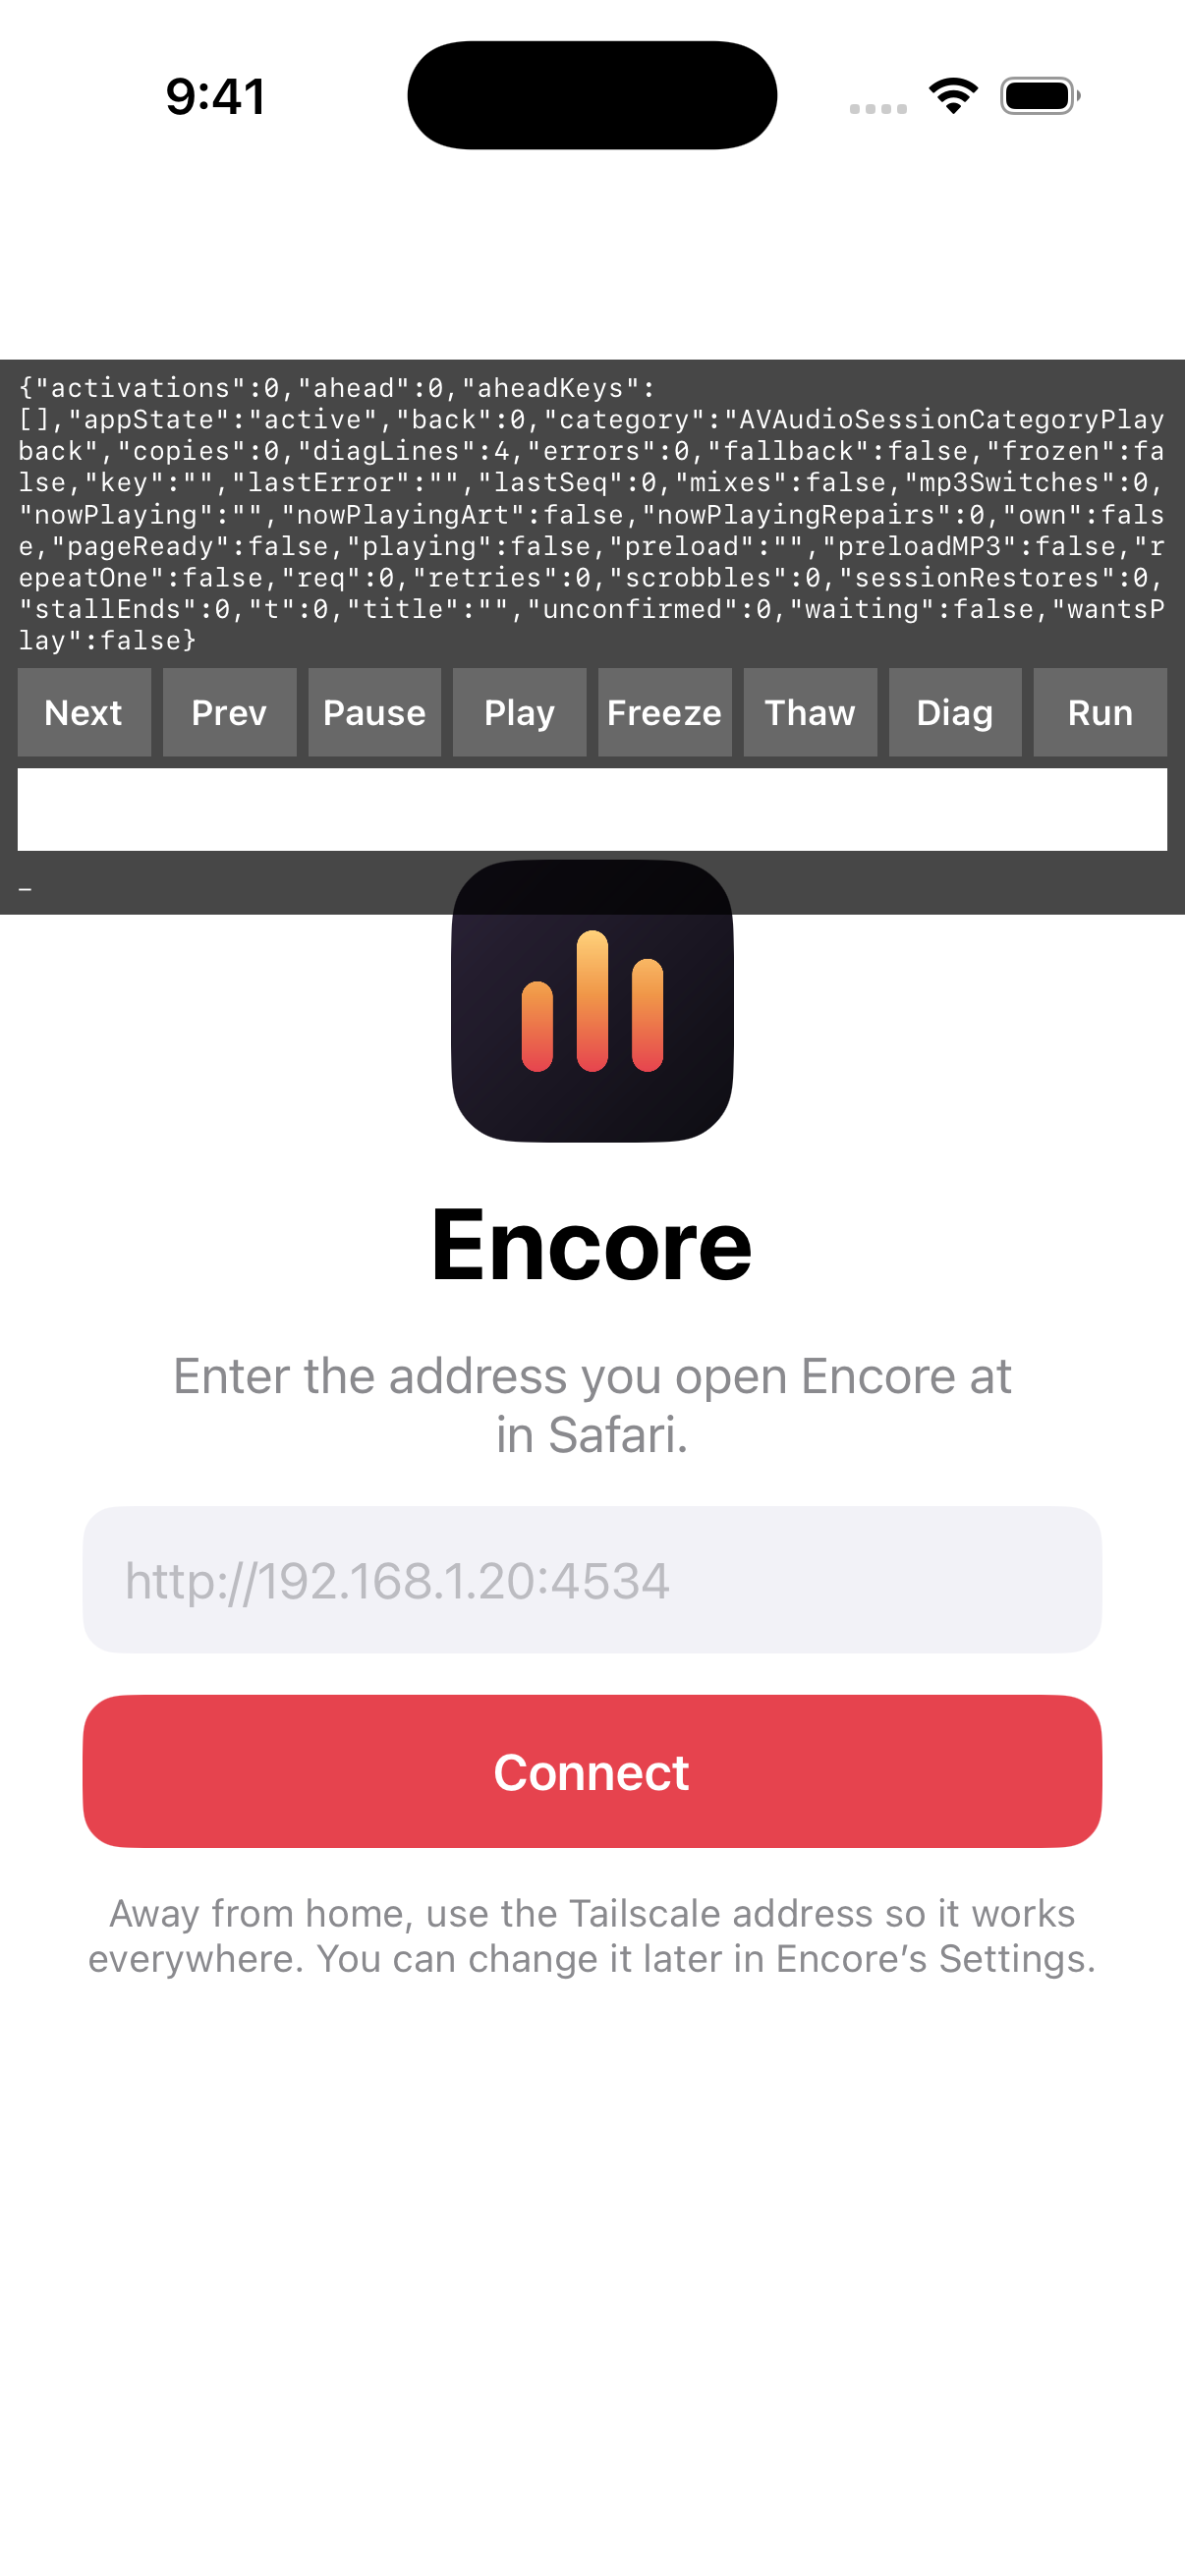 9:41
{"activations":0,"ahead":0,"aheadKeys":
[],"appState":"active","back":0,"category":"AVAudioSessionCategoryPlay
back","copies":0,"diagLines":4,"errors":0,"fallback":false,"frozen":fa
lse,"key":"","lastError":"","lastSeq":0,"mixes":false,"mp3Switches":0,
"nowPlaying":"","nowPlayingArt":false,"nowPlayingRepairs":0,"own":fals
e,"pageReady":false,"playing":false,"preload":"","preloadMP3":false,"r
epeatOne":false,"req":0,"retries":0,"scrobbles":0,"sessionRestores":0,
"stallEnds":0,"t":0,"title":"","unconfirmed":0,"waiting":false,"wantsP
lay":false}
Next Prev Pause Play Freeze Thaw Diag Run
–
Encore
Enter the address you open Encore at
in Safari.
http://192.168.1.20:4534
Connect
Away from home, use the Tailscale address so it works
everywhere. You can change it later in Encore’s Settings.